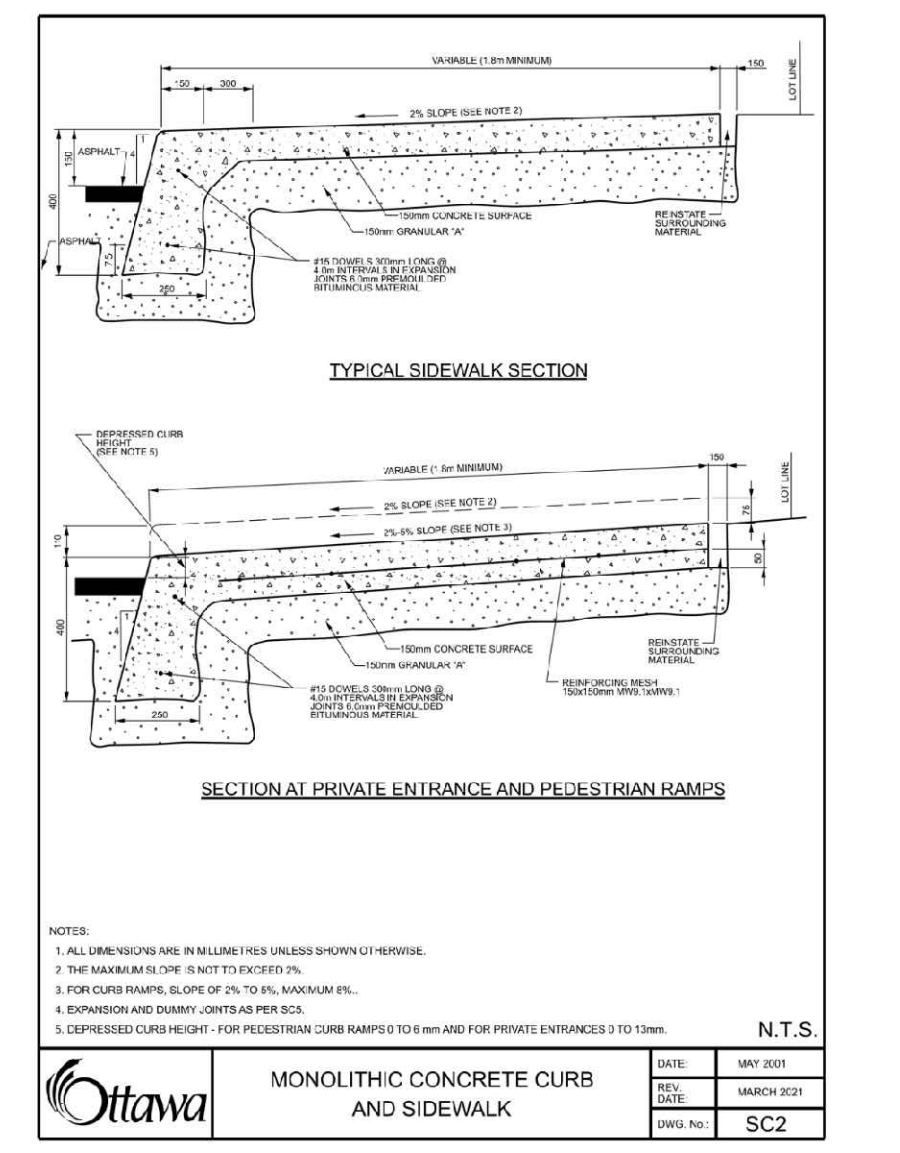 VARIABLE (1.8m MINIMUM)
150
LOT LINE
150
300
2% SLOPE (SEE NOTE 2)
1
4
ASPHALT
150
400
ASPHALT
75
250
150mm CONCRETE SURFACE
150mm GRANULAR "A"
REINSTATE
SURROUNDING
MATERIAL
#15 DOWELS 300mm LONG @
4.0m INTERVALS IN EXPANSION
JOINTS 6.0mm PREMOULDED
BITUMINOUS MATERIAL
TYPICAL SIDEWALK SECTION
DEPRESSED CURB
HEIGHT
(SEE NOTE 5)
VARIABLE (1.8m MINIMUM)
150
LOT LINE
2% SLOPE (SEE NOTE 2)
75
2%-5% SLOPE (SEE NOTE 3)
110
50
1
4
400
250
150mm CONCRETE SURFACE
150mm GRANULAR "A"
REINSTATE
SURROUNDING
MATERIAL
REINFORCING MESH
150x150mm MW9.1xMW9.1
#15 DOWELS 300mm LONG @
4.0m INTERVALS IN EXPANSION
JOINTS 6.0mm PREMOULDED
BITUMINOUS MATERIAL.
SECTION AT PRIVATE ENTRANCE AND PEDESTRIAN RAMPS
NOTES:
1. ALL DIMENSIONS ARE IN MILLIMETRES UNLESS SHOWN OTHERWISE.
2. THE MAXIMUM SLOPE IS NOT TO EXCEED 2%.
3. FOR CURB RAMPS, SLOPE OF 2% TO 5%, MAXIMUM 8%..
4. EXPANSION AND DUMMY JOINTS AS PER SC5.
5. DEPRESSED CURB HEIGHT - FOR PEDESTRIAN CURB RAMPS 0 TO 6 mm AND FOR PRIVATE ENTRANCES 0 TO 13mm.
N.T.S.
Ottawa
MONOLITHIC CONCRETE CURB
AND SIDEWALK
DATE: MAY 2001
REV.
DATE: MARCH 2021
DWG. No.: SC2